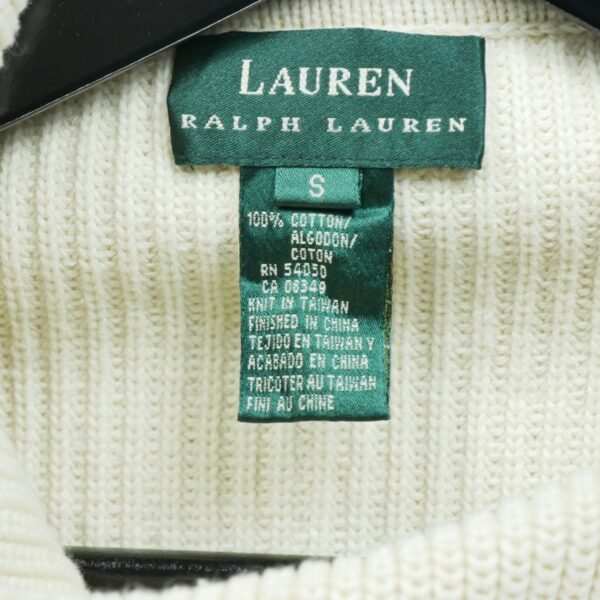 LAUREN
RALPH LAUREN
S
100% COTTON/
ALGODON/
COTON
RN 54050
CA 08349
KNIT IN TAIWAN
FINISHED IN CHINA
TEJIDO EN TAIWAN Y
ACABADO EN CHINA
TRICOTER AU TAIWAN
FINI AU CHINE